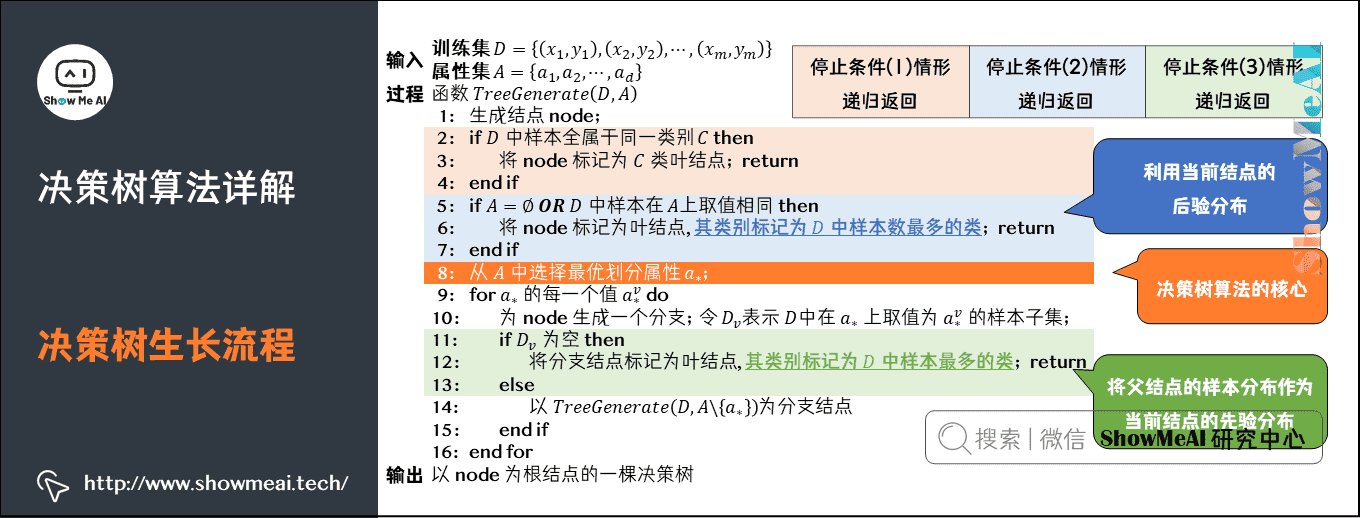 Show Me AI
决策树算法详解
决策树生长流程
http://www.showmeai.tech/
输入 训练集 D = {(x₁, y₁), (x₂, y₂), ⋯, (xₘ, yₘ)}
属性集 A = {a₁, a₂, ⋯, a_d}
过程 函数 TreeGenerate(D, A)
1: 生成结点 node;
2: if D 中样本全属于同一类别 C then
3: 将 node 标记为 C 类叶结点; return
4: end if
5: if A = ∅ OR D 中样本在 A上取值相同 then
6: 将 node 标记为叶结点, 其类别标记为 D 中样本数最多的类; return
7: end if
8: 从 A 中选择最优划分属性 a_*;
9: for a_* 的每一个值 a_*^v do
10: 为 node 生成一个分支; 令 D_v表示 D中在 a_* 上取值为 a_*^v 的样本子集;
11: if D_v 为空 then
12: 将分支结点标记为叶结点, 其类别标记为 D 中样本最多的类; return
13: else
14: 以 TreeGenerate(D, A\{a_*})为分支结点
15: end if
16: end for
输出 以 node 为根结点的一棵决策树
停止条件(1)情形
递归返回
停止条件(2)情形
递归返回
停止条件(3)情形
递归返回
利用当前结点的
后验分布
决策树算法的核心
将父结点的样本分布作为
当前结点的先验分布
搜索 | 微信 ShowMeAI 研究中心
ShowMeAI